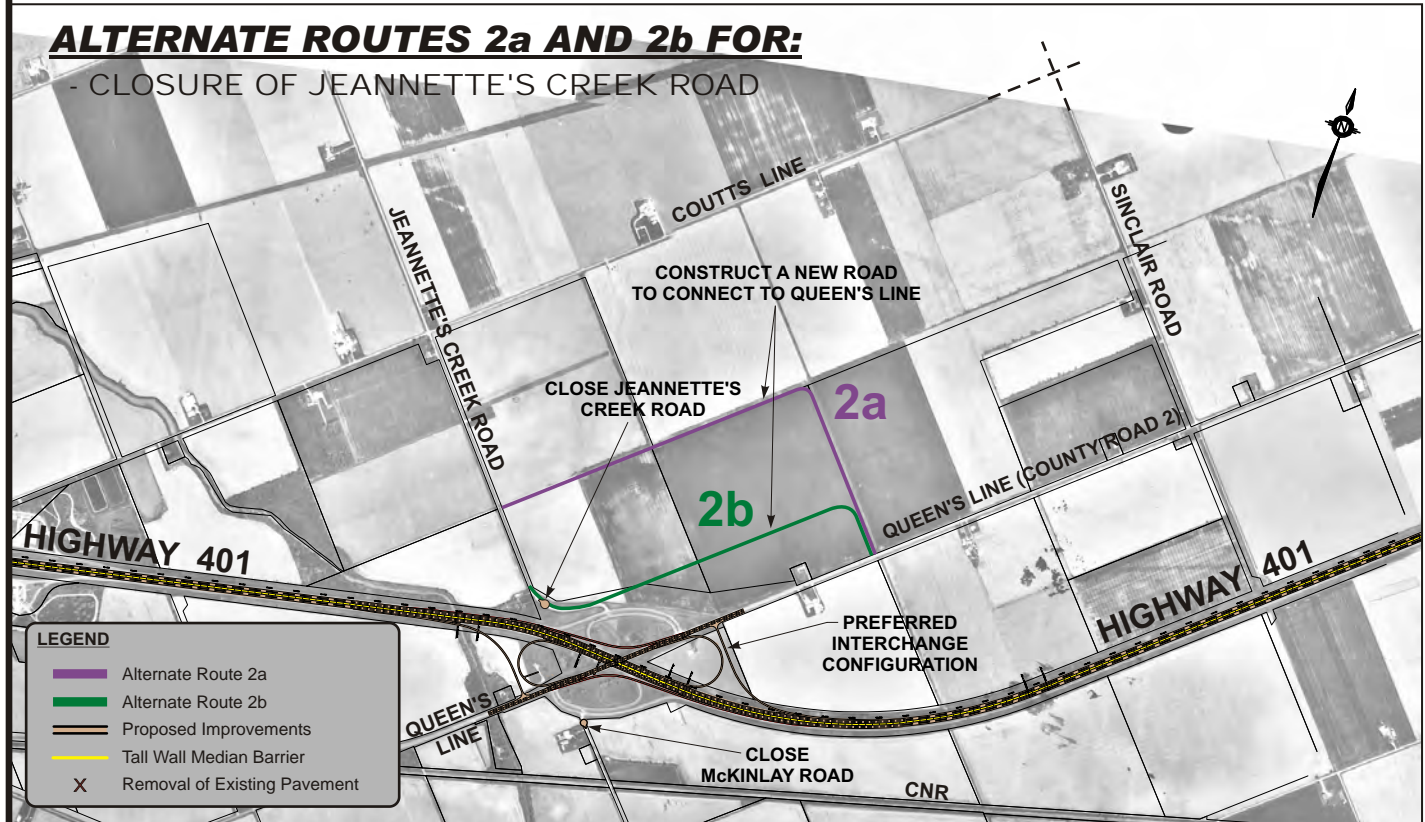 ALTERNATE ROUTES 2a AND 2b FOR:
- CLOSURE OF JEANNETTE'S CREEK ROAD
N
COUTTS LINE
JEANNETTE'S CREEK ROAD
SINCLAIR ROAD
CONSTRUCT A NEW ROAD
TO CONNECT TO QUEEN'S LINE
CLOSE JEANNETTE'S
CREEK ROAD
2a
2b
QUEEN'S LINE (COUNTY ROAD 2)
HIGHWAY 401
HIGHWAY 401
PREFERRED
INTERCHANGE
CONFIGURATION
QUEEN'S
LINE
CLOSE
McKINLAY ROAD
CNR
LEGEND
Alternate Route 2a
Alternate Route 2b
Proposed Improvements
Tall Wall Median Barrier
X Removal of Existing Pavement